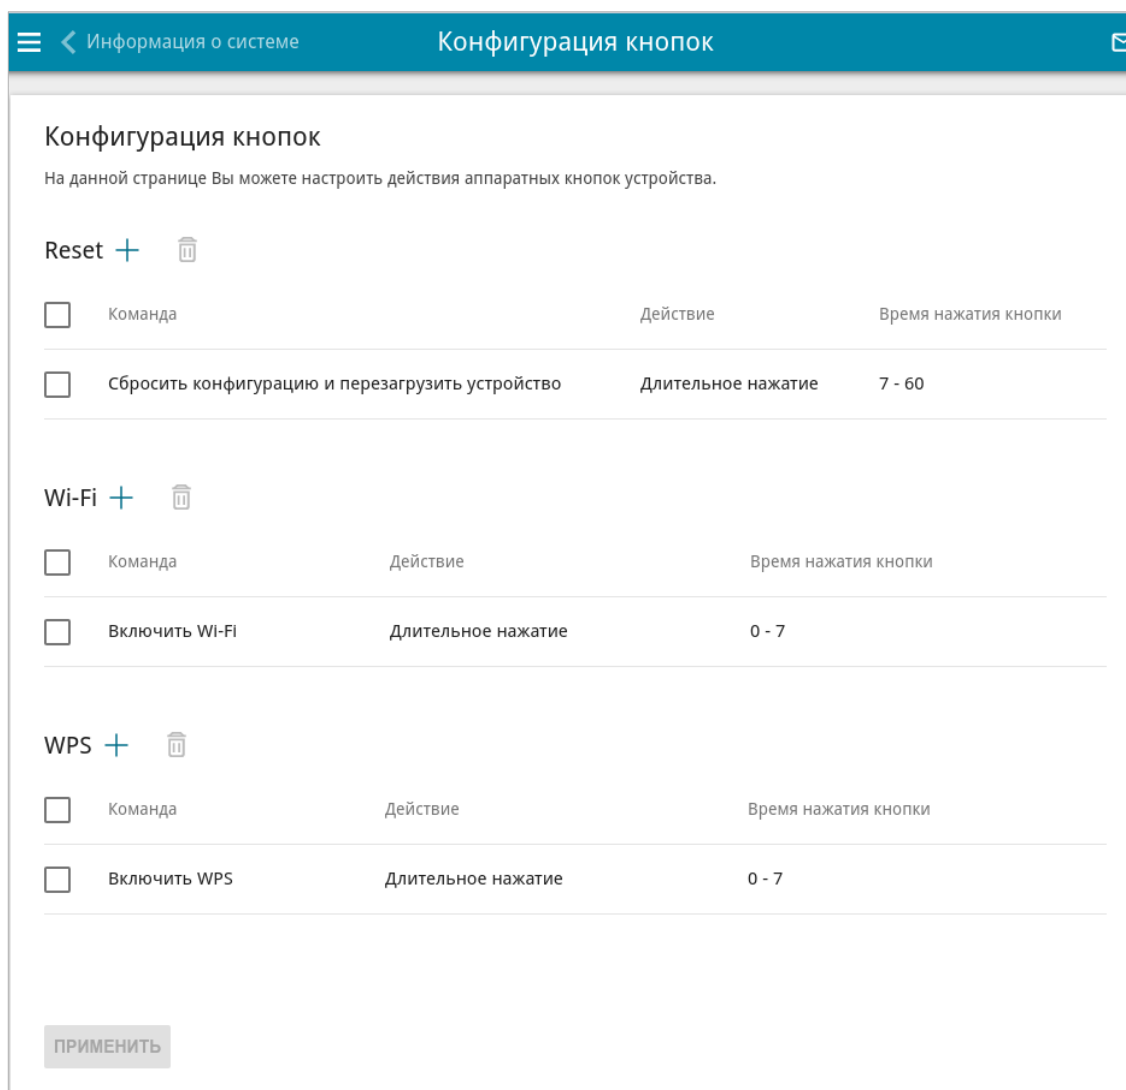 Информация о системе Конфигурация кнопок
Конфигурация кнопок
На данной странице Вы можете настроить действия аппаратных кнопок устройства.
Reset
Команда Действие Время нажатия кнопки
Сбросить конфигурацию и перезагрузить устройство Длительное нажатие 7 - 60
Wi-Fi
Команда Действие Время нажатия кнопки
Включить Wi-Fi Длительное нажатие 0 - 7
WPS
Команда Действие Время нажатия кнопки
Включить WPS Длительное нажатие 0 - 7
ПРИМЕНИТЬ